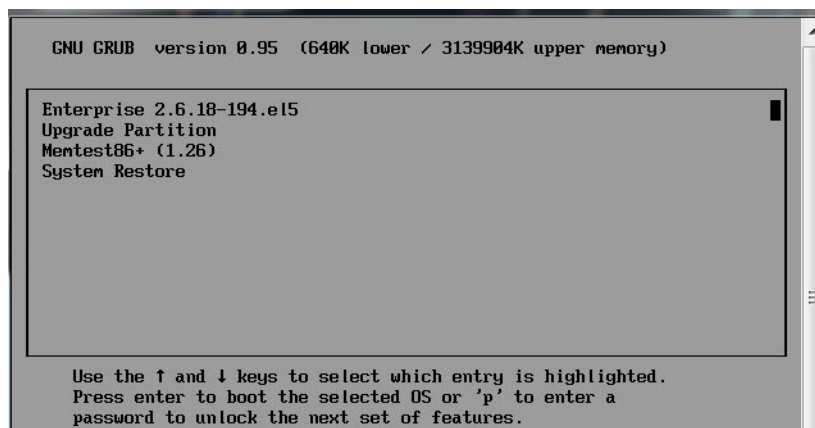 GNU GRUB version 0.95 (640K lower / 3139904K upper memory)
Enterprise 2.6.18-194.el5
Upgrade Partition
Memtest86+ (1.26)
System Restore
Use the ↑ and ↓ keys to select which entry is highlighted.
Press enter to boot the selected OS or 'p' to enter a
password to unlock the next set of features.